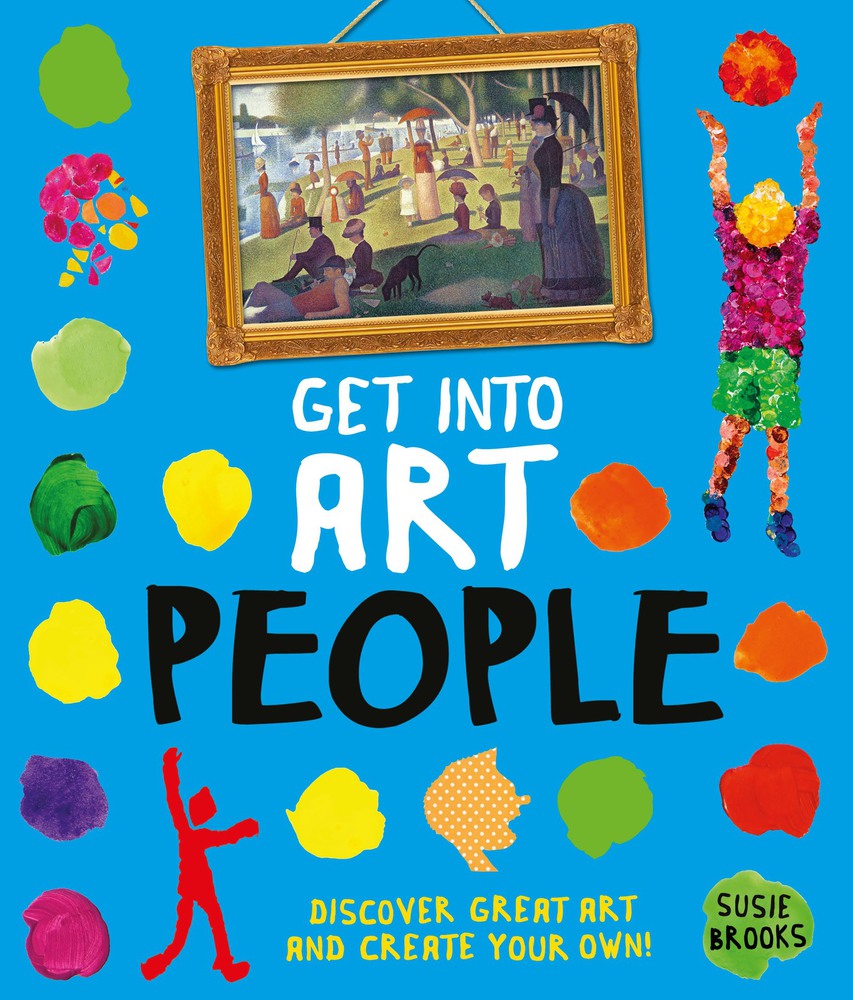 GET INTO
ART
PEOPLE
DISCOVER GREAT ART
AND CREATE YOUR OWN!
SUSIE
BROOKS